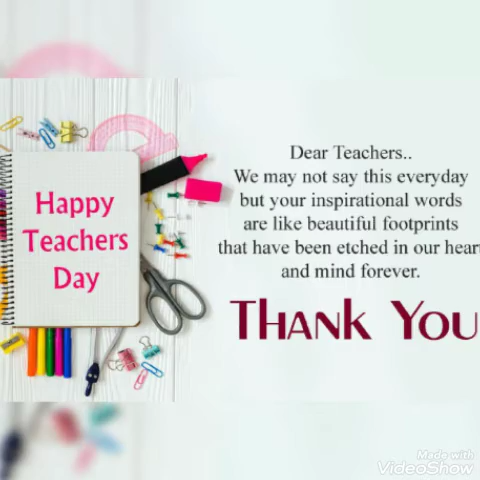 Happy
Teachers
Day
Dear Teachers..
We may not say this everyday
but your inspirational words
are like beautiful footprints
that have been etched in our heart
and mind forever.
THANK YOU
Made with
VideoShow